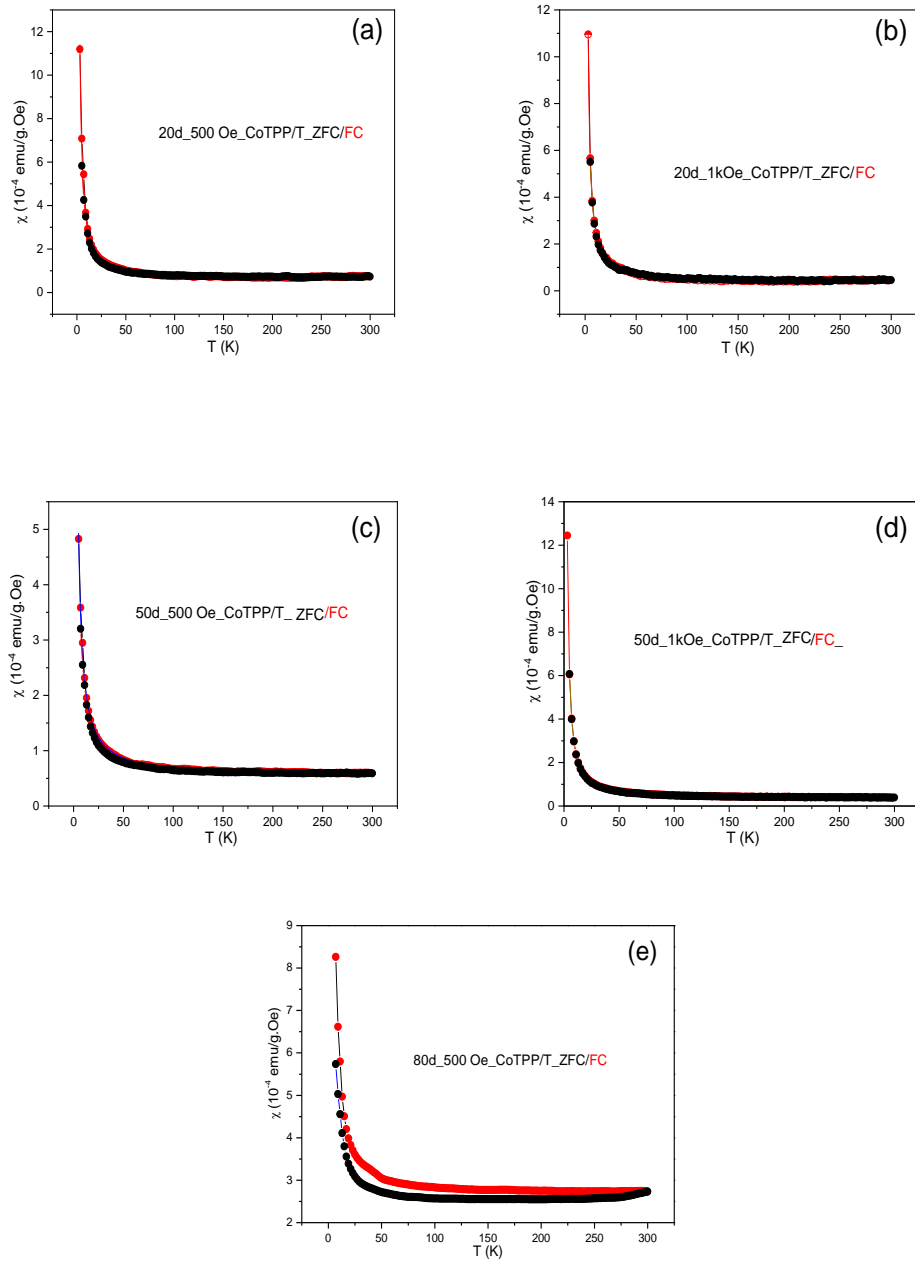 (a)
12
10
8
6
4
2
0
χ (10⁻⁴ emu/g.Oe)
20d_500 Oe_CoTPP/T_ZFC/FC
0 50 100 150 200 250 300
T (K)
(b)
12
10
8
6
4
2
0
χ (10⁻⁴ emu/g.Oe)
20d_1kOe_CoTPP/T_ZFC/FC
0 50 100 150 200 250 300
T (K)
(c)
5
4
3
2
1
0
χ (10⁻⁴ emu/g.Oe)
50d_500 Oe_CoTPP/T_ ZFC/FC
0 50 100 150 200 250 300
T (K)
(d)
14
12
10
8
6
4
2
0
χ (10⁻⁴ emu/g.Oe)
50d_1kOe_CoTPP/T_ZFC/FC_
0 50 100 150 200 250 300
T (K)
(e)
9
8
7
6
5
4
3
2
χ (10⁻⁴ emu/g.Oe)
80d_500 Oe_CoTPP/T_ZFC/FC
0 50 100 150 200 250 300
T (K)